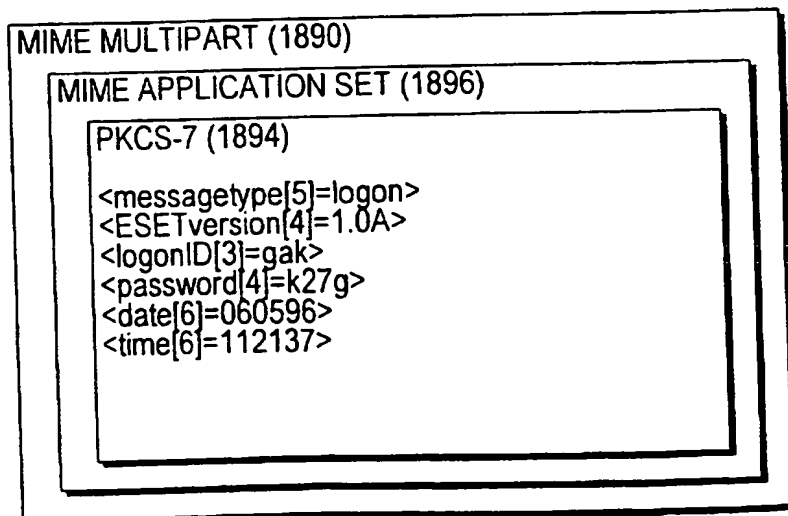 MIME MULTIPART (1890)
MIME APPLICATION SET (1896)
PKCS-7 (1894)
<messagetype[5]=logon>
<ESETversion[4]=1.0A>
<logonID[3]=gak>
<password[4]=k27g>
<date[6]=060596>
<time[6]=112137>